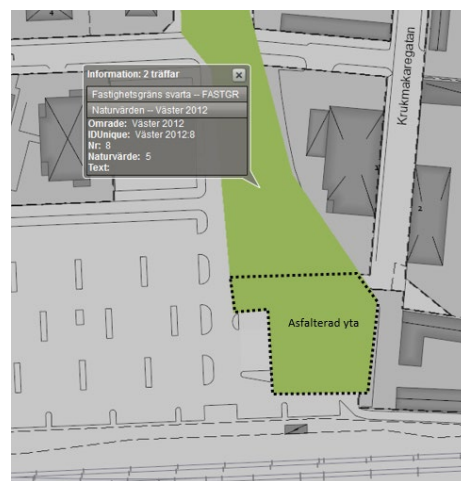 Krukmakaregatan
Information: 2 träffar
Fastighetsgräns svarta -- FASTGR
Naturvärden -- Väster 2012
Omrade: Väster 2012
IDUnique: Väster 2012:8
Nr: 8
Naturvärde: 5
Text:
Asfalterad yta